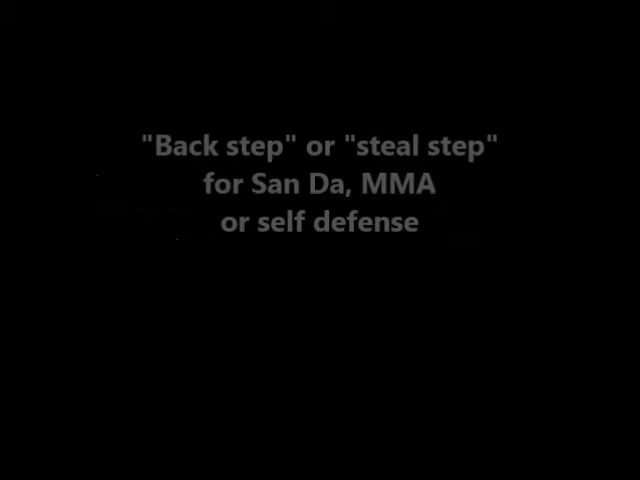 "Back step" or "steal step"
for San Da, MMA
or self defense